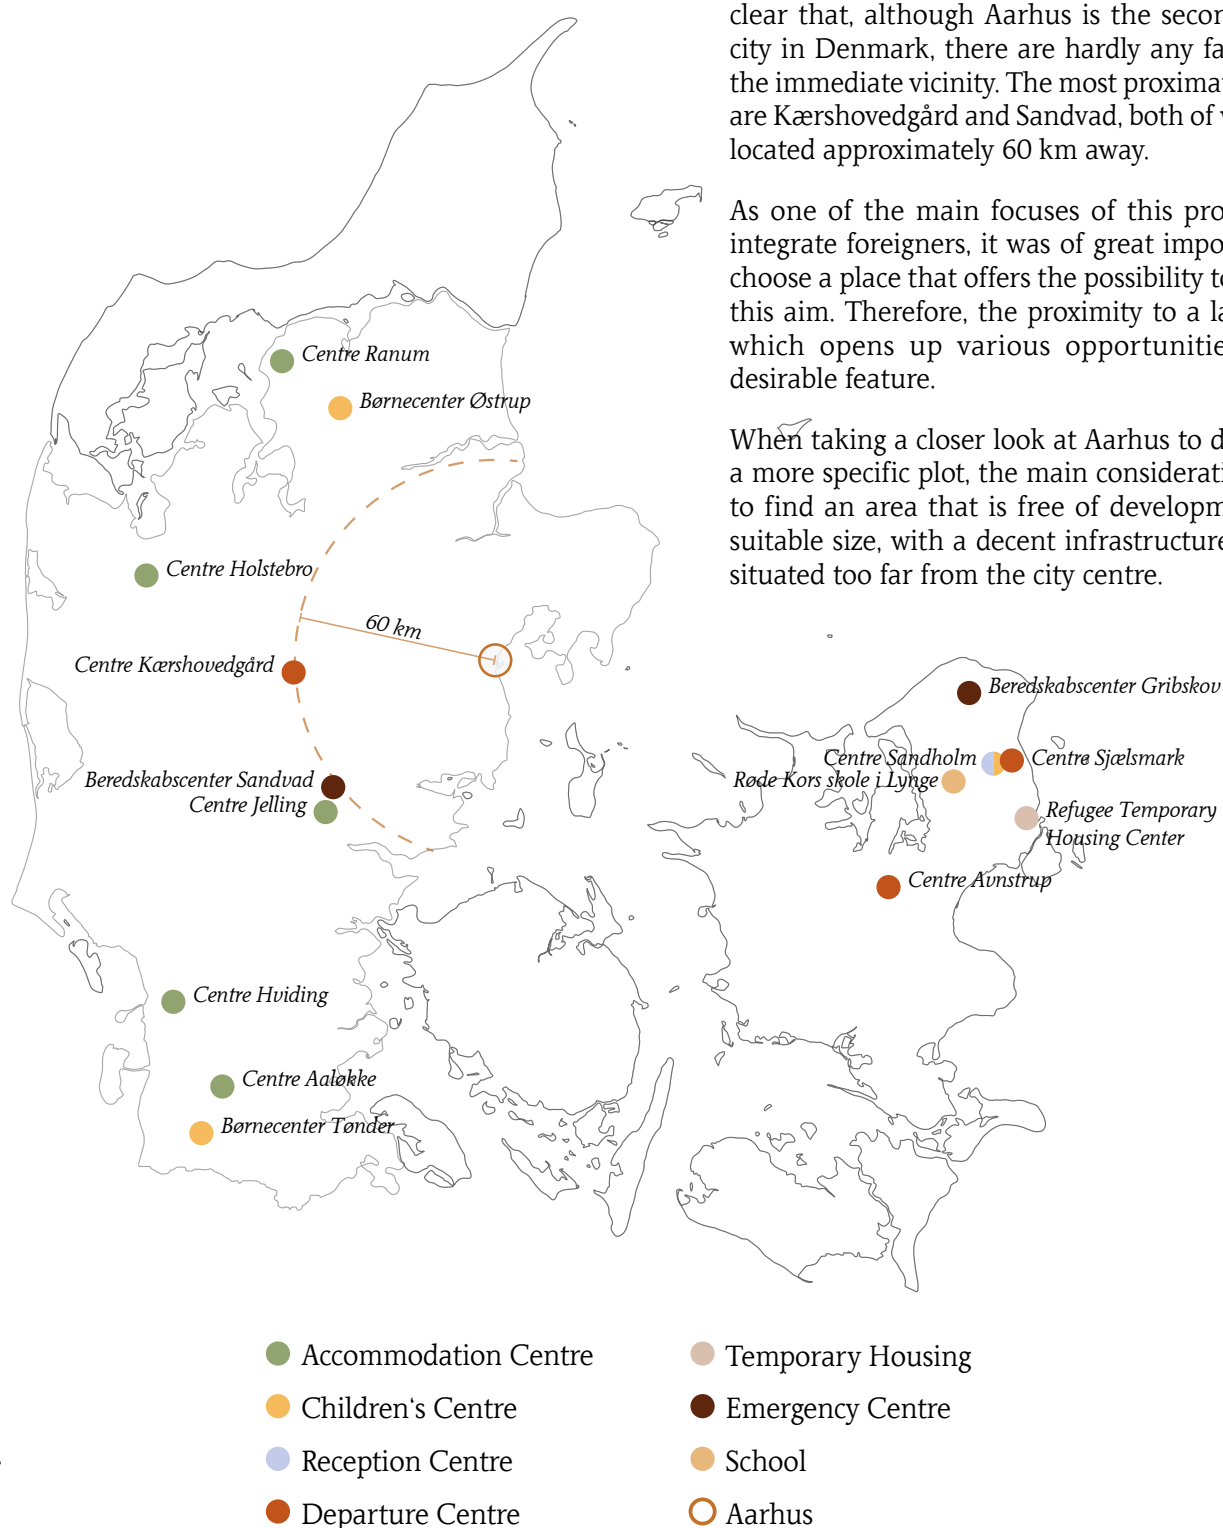 clear that, although Aarhus is the secon
city in Denmark, there are hardly any fa
the immediate vicinity. The most proxima
are Kærshovedgård and Sandvad, both of
located approximately 60 km away.
As one of the main focuses of this pro
integrate foreigners, it was of great impo
choose a place that offers the possibility t
this aim. Therefore, the proximity to a la
which opens up various opportunitie
desirable feature.
When taking a closer look at Aarhus to d
a more specific plot, the main considerati
to find an area that is free of developm
suitable size, with a decent infrastructure
situated too far from the city centre.
Centre Ranum
Børnecenter Østrup
Centre Holstebro
60 km
Centre Kærshovedgård
Beredskabscenter Gribskov
Centre Sandholm
Centre Sjælsmark
Røde Kors skole i Lynge
Beredskabscenter Sandvad
Centre Jelling
Refugee Temporary
Housing Center
Centre Avnstrup
Centre Hviding
Centre Aaløkke
Børnecenter Tønder
Accommodation Centre
Children‘s Centre
Reception Centre
Departure Centre
Temporary Housing
Emergency Centre
School
Aarhus